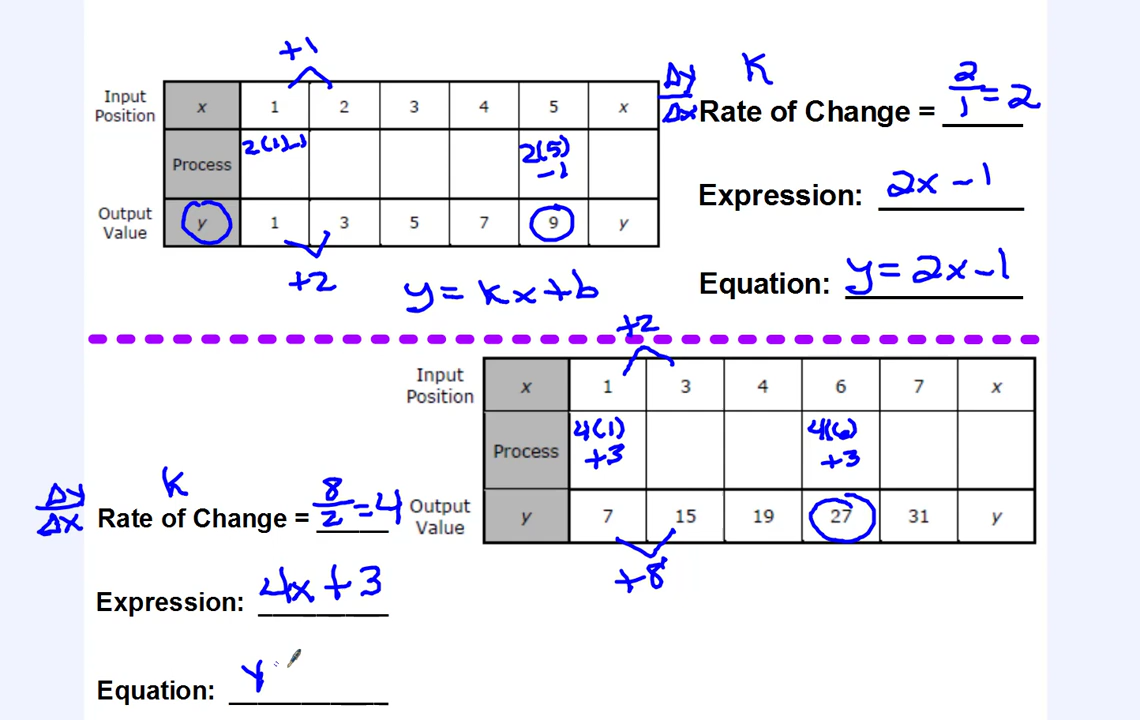 +1
Input Position x 1 2 3 4 5 x
Process 2(1)-1 2(5) -1
Output Value y 1 3 5 7 9 y
+2
y = kx+b
K
Δy/Δx Rate of Change = 2/1 = 2
Expression: 2x - 1
Equation: y = 2x - 1
+2
Input Position x 1 3 4 6 7 x
Process 4(1) +3 4(6) +3
Output Value y 7 15 19 27 31 y
+8
K
Δy/Δx Rate of Change = 8/2 = 4
Expression: 4x + 3
Equation: y